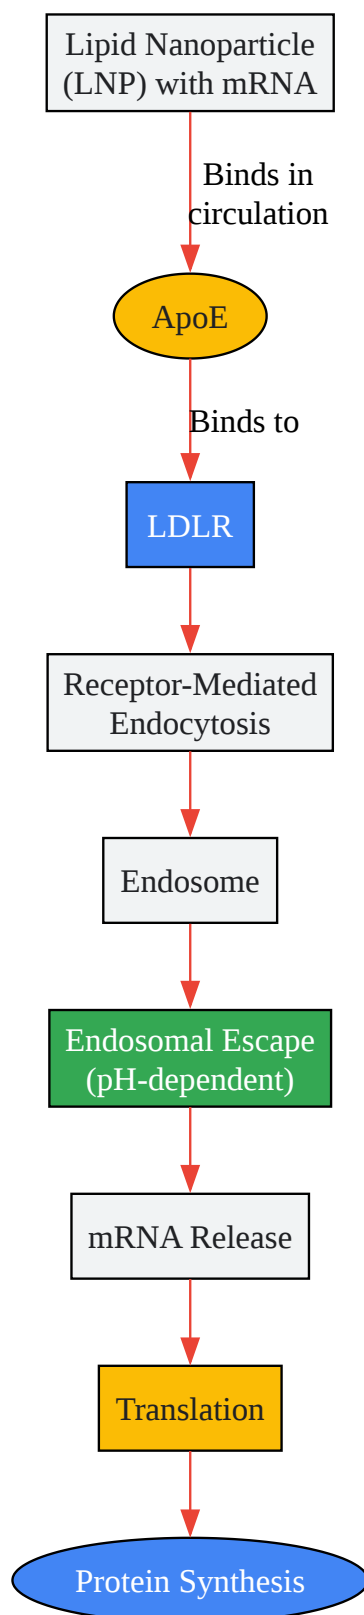 Lipid Nanoparticle
(LNP) with mRNA
Binds in
circulation
ApoE
Binds to
LDLR
Receptor-Mediated
Endocytosis
Endosome
Endosomal Escape
(pH-dependent)
mRNA Release
Translation
Protein Synthesis